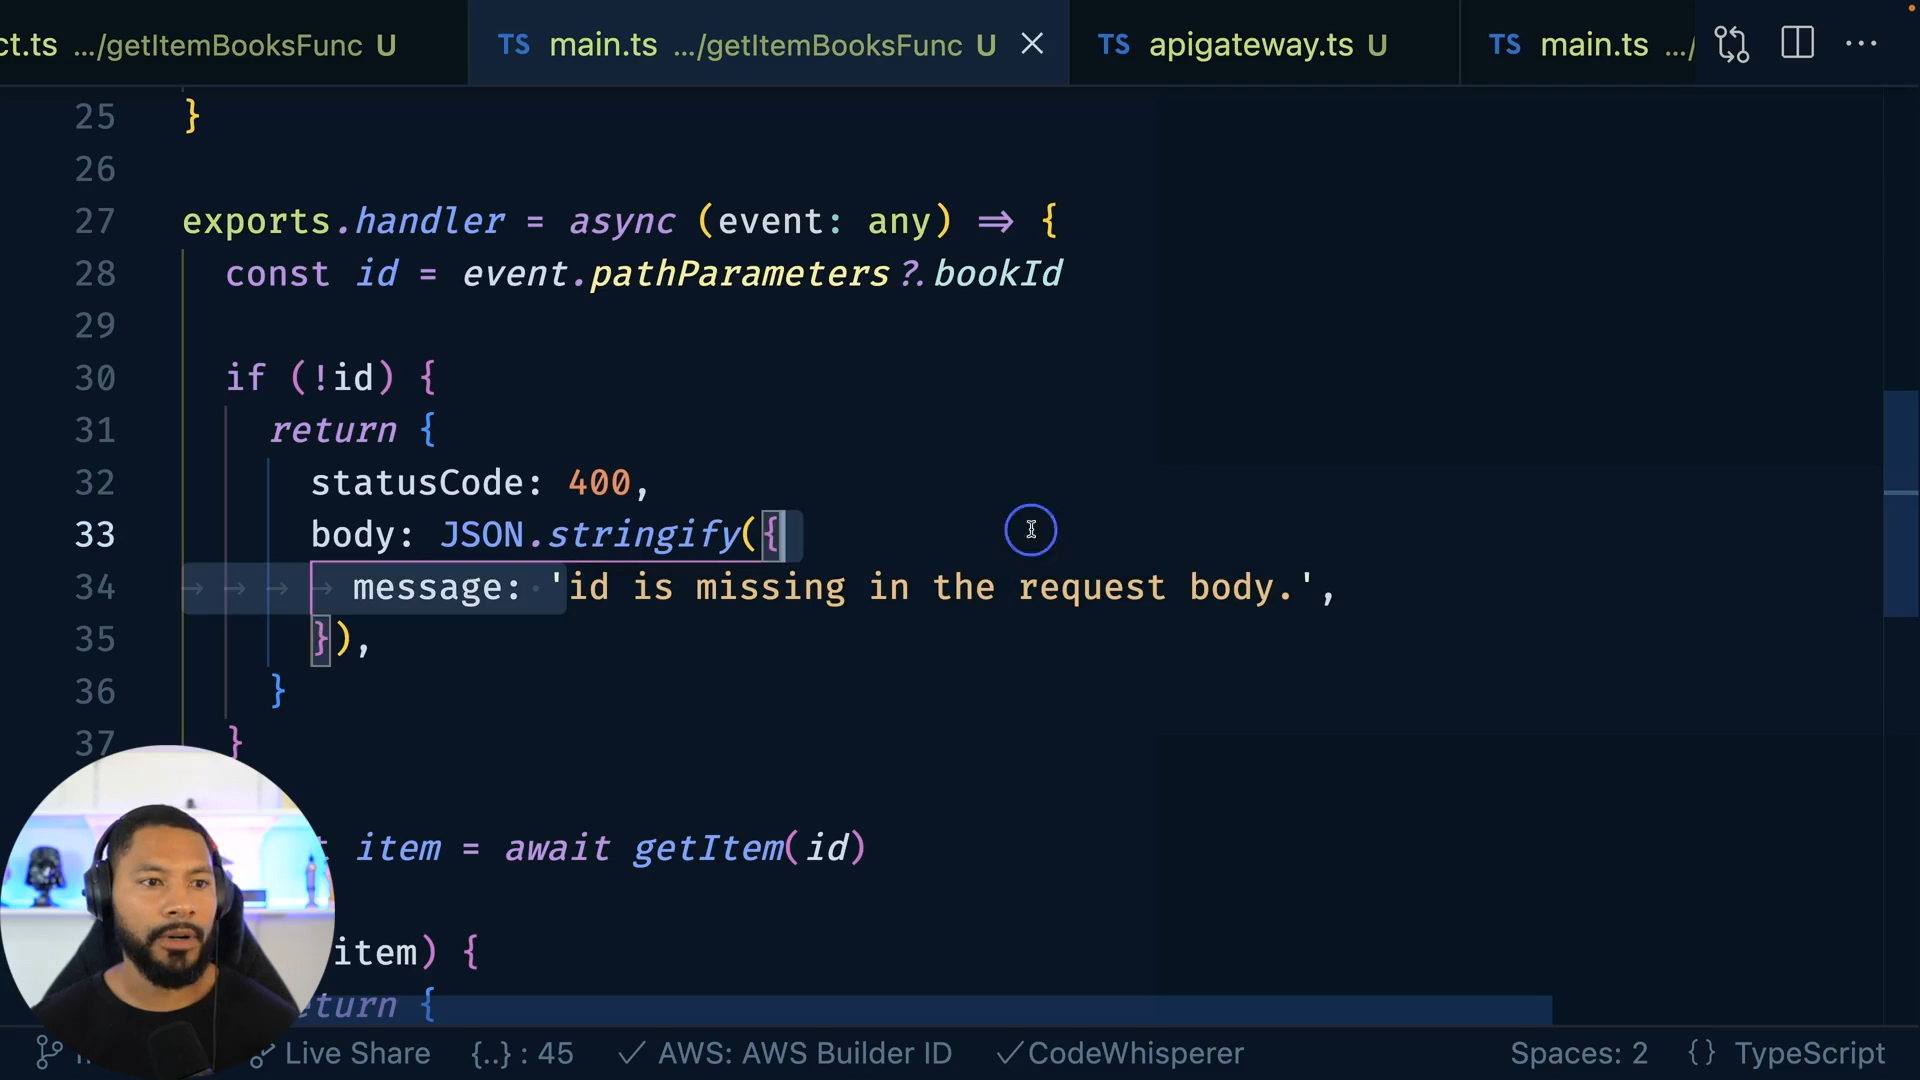 ct.ts …/getItemBooksFunc U
TS main.ts …/getItemBooksFunc U
TS apigateway.ts U
TS main.ts …/
25 }
26
27 exports.handler = async (event: any) ⇒ {
28 const id = event.pathParameters?.bookId
29
30 if (!id) {
31 return {
32 statusCode: 400,
33 body: JSON.stringify({
34 message: 'id is missing in the request body.',
35 }),
36 }
37 }
item = await getItem(id)
item) {
eturn {
Live Share {..} : 45 ✓ AWS: AWS Builder ID ✓CodeWhisperer Spaces: 2 {} TypeScript